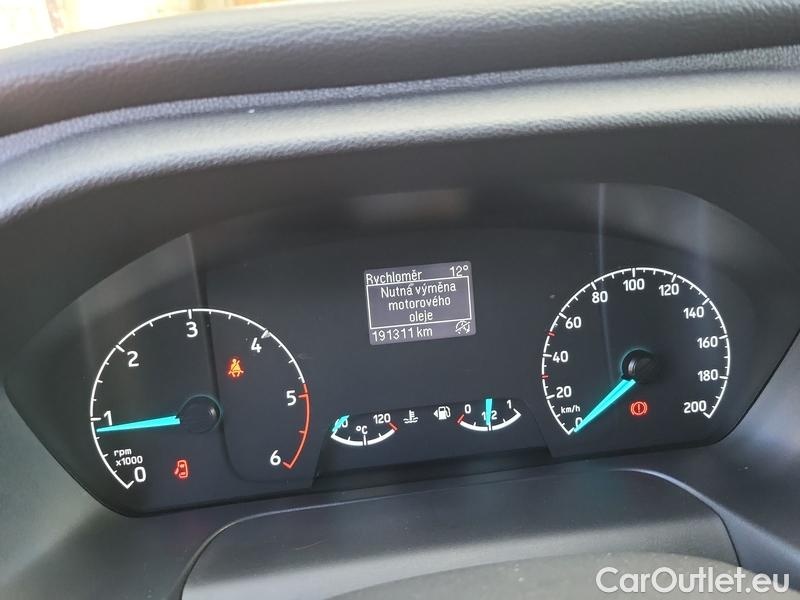 Rychloměr 12°
Nutná výměna
motorového
oleje
191311 km
0 1 2 3 4 5 6
rpm
x1000
120
°C
0 1/2 1
0 20 40 60 80 100 120 140 160 180 200
km/h
CarOutlet.eu